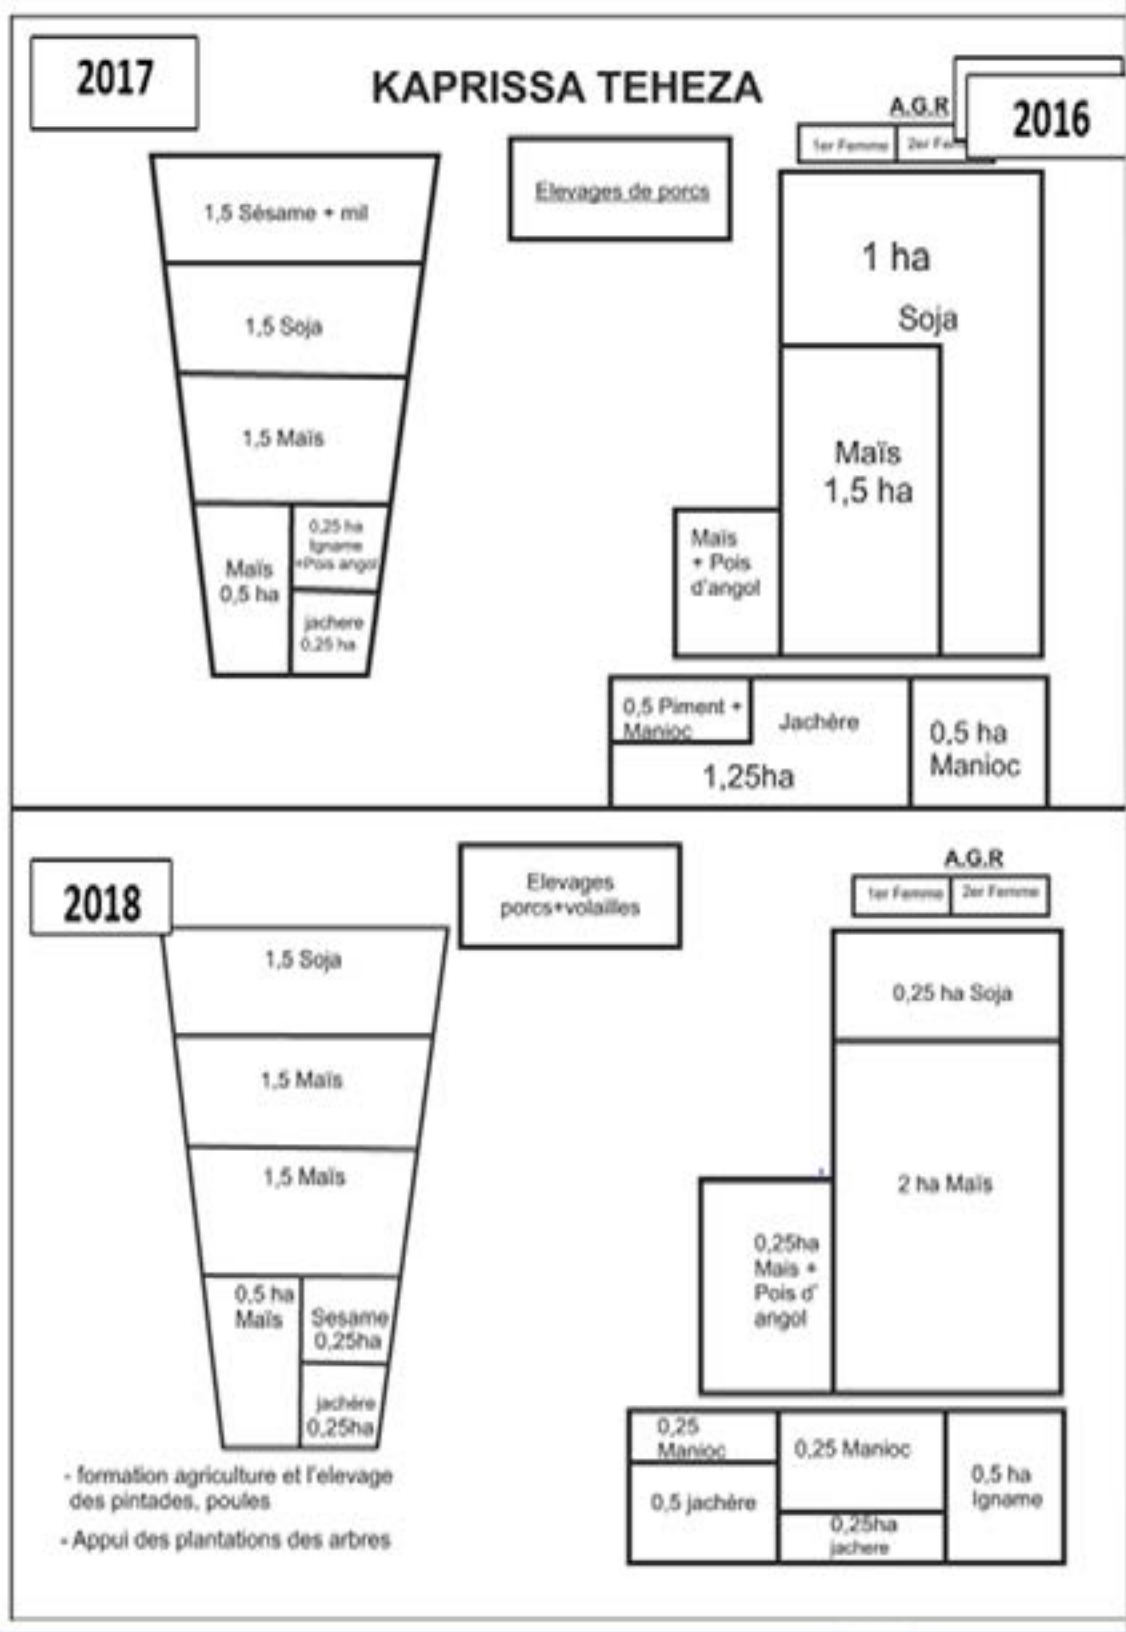 2017
KAPRISSA TEHEZA
2016
A.G.R
1er Femme
2er
Elevages de porcs
1,5 Sésame + mil
1,5 Soja
1,5 Maïs
Maïs
0,5 ha
0,25 ha
Igname
+Pois angol
jachere
0,25 ha
1 ha
Soja
Maïs
1,5 ha
Maïs
+ Pois
d'angol
0,5 Piment +
Manioc
Jachère
1,25ha
0,5 ha
Manioc
2018
Elevages
porcs+volailles
A.G.R
1er Femme
2er Femme
1,5 Soja
1,5 Maïs
1,5 Maïs
0,5 ha
Maïs
Sesame
0,25ha
jachére
0,25ha
0,25 ha Soja
2 ha Maïs
0,25ha
Mais +
Pois d'
angol
0,25
Manioc
0,25 Manioc
0,5 jachère
0,25ha
jachere
0,5 ha
Igname
- formation agriculture et l'elevage
des pintades, poules
- Appui des plantations des arbres